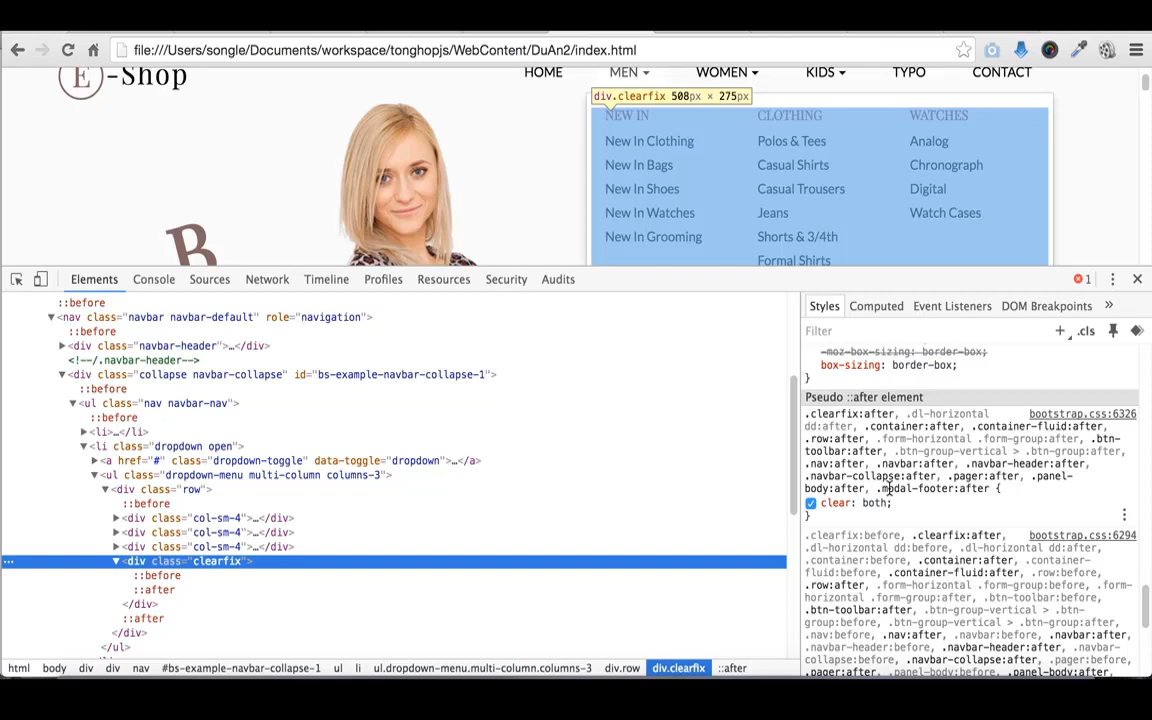 file:///Users/songle/Documents/workspace/tonghopjs/WebContent/DuAn2/index.html
E-Shop
HOME MEN WOMEN KIDS TYPO CONTACT
div.clearfix 508px × 275px
NEW IN CLOTHING WATCHES
New In Clothing Polos & Tees Analog
New In Bags Casual Shirts Chronograph
New In Shoes Casual Trousers Digital
New In Watches Jeans Watch Cases
New In Grooming Shorts & 3/4th
Formal Shirts
B
Elements Console Sources Network Timeline Profiles Resources Security Audits 1
::before
<nav class="navbar navbar-default" role="navigation">
::before
<div class="navbar-header">…</div>
<!--/.navbar-header-->
<div class="collapse navbar-collapse" id="bs-example-navbar-collapse-1">
::before
<ul class="nav navbar-nav">
::before
<li>…</li>
<li class="dropdown open">
<a href="#" class="dropdown-toggle" data-toggle="dropdown">…</a>
<ul class="dropdown-menu multi-column columns-3">
<div class="row">
::before
<div class="col-sm-4">…</div>
<div class="col-sm-4">…</div>
<div class="col-sm-4">…</div>
<div class="clearfix">
::before
::after
</div>
::after
</div>
</ul>
html body div div nav #bs-example-navbar-collapse-1 ul li ul.dropdown-menu.multi-column.columns-3 div.row div.clearfix ::after
Styles Computed Event Listeners DOM Breakpoints »
Filter + .cls
-moz-box-sizing: border-box;
box-sizing: border-box;
}
Pseudo ::after element
.clearfix:after, .dl-horizontal bootstrap.css:6326
dd:after, .container:after, .container-fluid:after,
.row:after, .form-horizontal .form-group:after, .btn-
toolbar:after, .btn-group-vertical > .btn-group:after,
.nav:after, .navbar:after, .navbar-header:after,
.navbar-collapse:after, .pager:after, .panel-
body:after, .modal-footer:after {
clear: both;
}
.clearfix:before, .clearfix:after, bootstrap.css:6294
.dl-horizontal dd:before, .dl-horizontal dd:after,
.container:before, .container:after, .container-
fluid:before, .container-fluid:after, .row:before,
.row:after, .form-horizontal .form-group:before, .form-
horizontal .form-group:after, .btn-toolbar:before,
.btn-toolbar:after, .btn-group-vertical > .btn-
group:before, .btn-group-vertical > .btn-group:after,
.nav:before, .nav:after, .navbar:before, .navbar:after,
.navbar-header:before, .navbar-header:after, .navbar-
collapse:before, .navbar-collapse:after, .pager:before,
.pager:after, .panel-body:before, .panel-body:after,